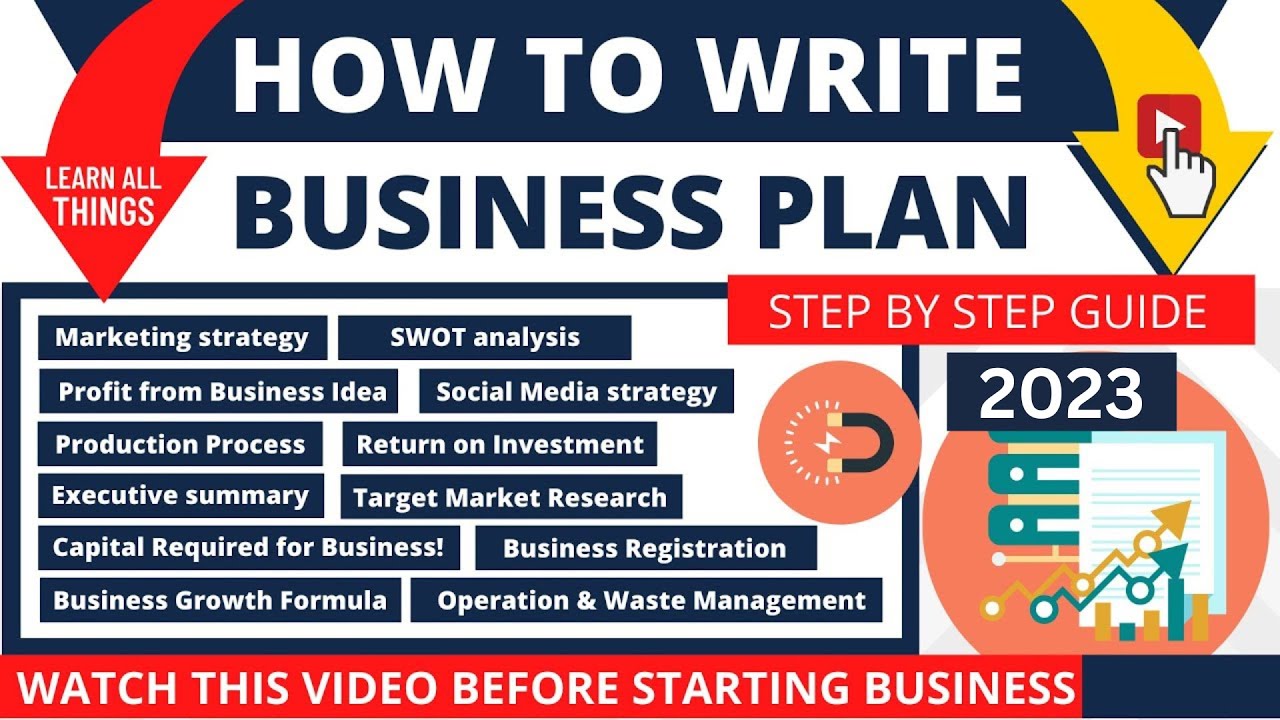 HOW TO WRITE
BUSINESS PLAN
LEARN ALL
THINGS
STEP BY STEP GUIDE
2023
Marketing strategy
SWOT analysis
Profit from Business Idea
Social Media strategy
Production Process
Return on Investment
Executive summary
Target Market Research
Capital Required for Business!
Business Registration
Business Growth Formula
Operation & Waste Management
WATCH THIS VIDEO BEFORE STARTING BUSINESS